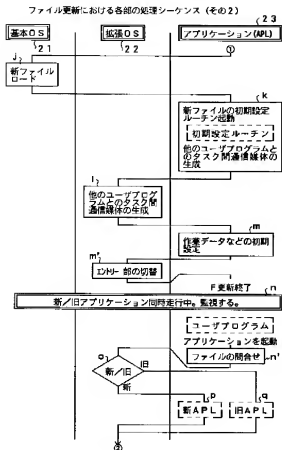 ファイル更新における各部の処理シーケンス（その２）
２３
基本ＯＳ
拡張ＯＳ
アプリケーション(ＡＰＬ)
２１
２２
①
j
新ファイル
ロード
k
新ファイルの初期設定
ルーチン起動
初期設定ルーチン
他のユーザプログラムと
のタスク間通信媒体の
生成
l
他のユーザプログ
ラムとのタスク間
通信媒体の生成
m
作業データなどの初期
設定
m'
エントリー部の切替
Ｆ更新終了
n
新／旧アプリケーション同時走行中。監視する。
ユーザプログラム
アプリケーションを起動
o
ファイルの問合せ
n'
新／旧
旧
新
p
q
新ＡＰＬ
旧ＡＰＬ
②